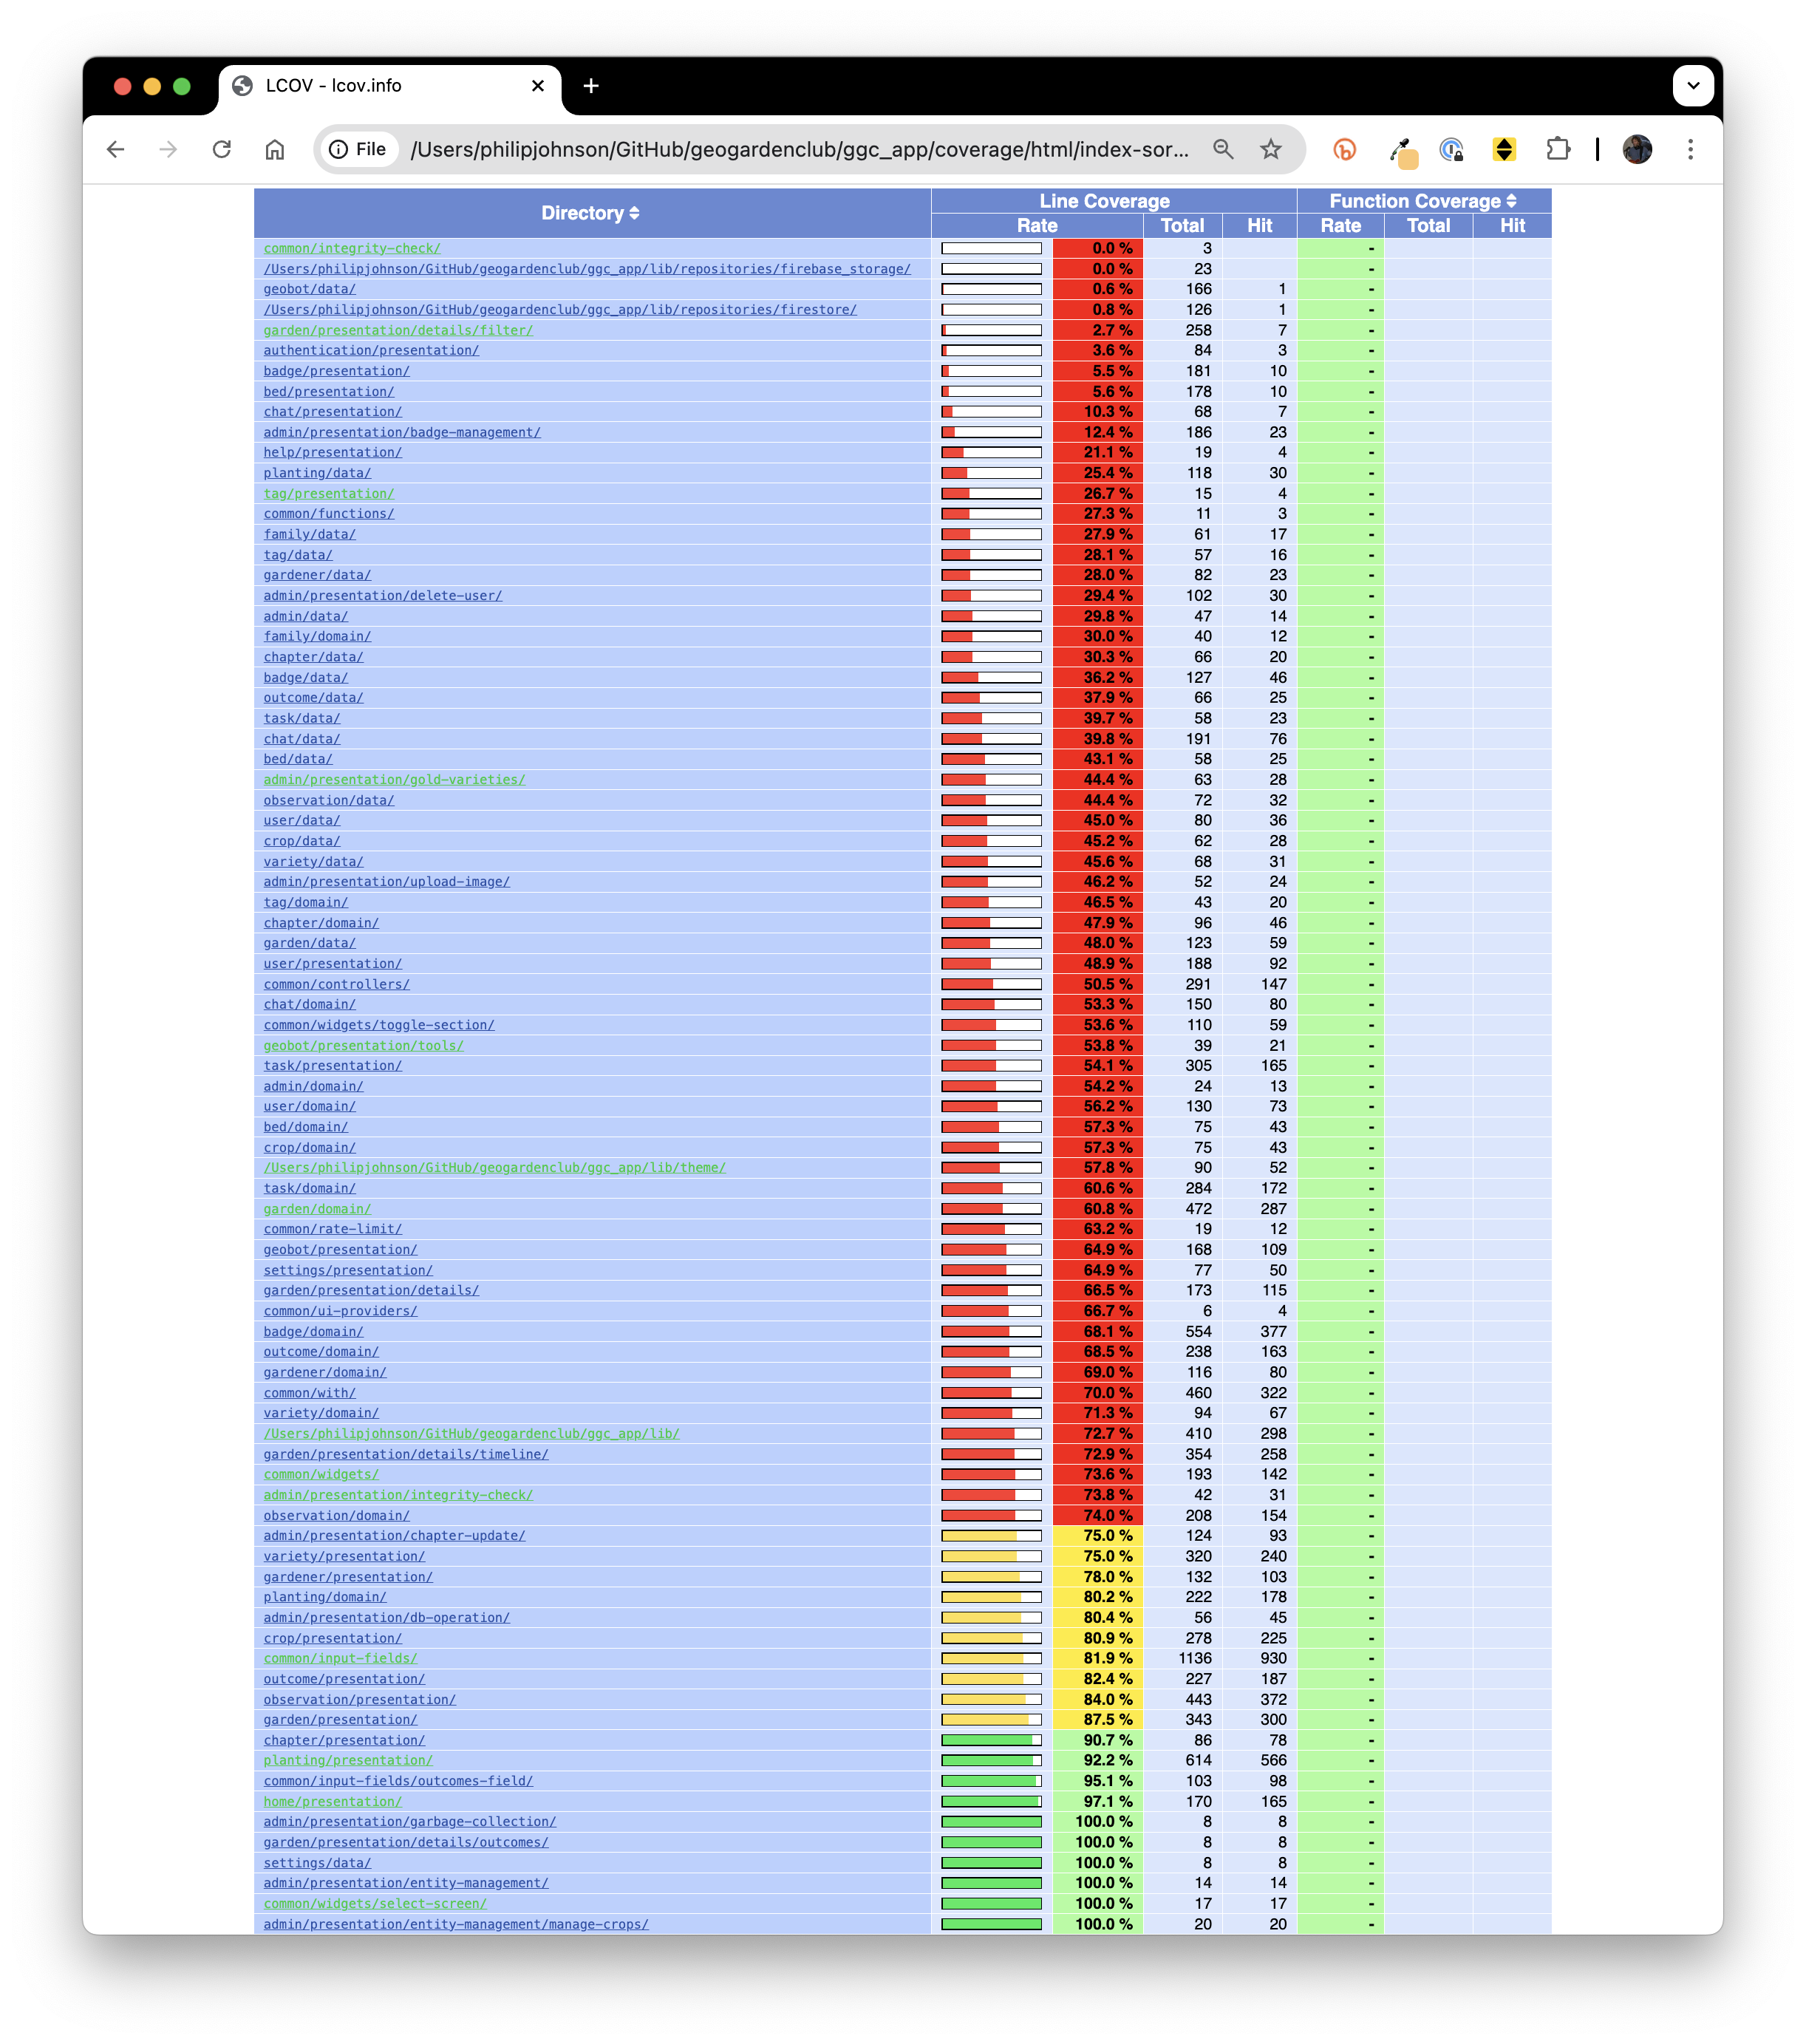 LCOV - lcov.info
File /Users/philipjohnson/GitHub/geogardenclub/ggc_app/coverage/html/index-sor...
Directory Line Coverage Function Coverage
Rate Total Hit Rate Total Hit
common/integrity-check/ 0.0 % 3 -
/Users/philipjohnson/GitHub/geogardenclub/ggc_app/lib/repositories/firebase_storage/ 0.0 % 23 -
geobot/data/ 0.6 % 166 1 -
/Users/philipjohnson/GitHub/geogardenclub/ggc_app/lib/repositories/firestore/ 0.8 % 126 1 -
garden/presentation/details/filter/ 2.7 % 258 7 -
authentication/presentation/ 3.6 % 84 3 -
badge/presentation/ 5.5 % 181 10 -
bed/presentation/ 5.6 % 178 10 -
chat/presentation/ 10.3 % 68 7 -
admin/presentation/badge-management/ 12.4 % 186 23 -
help/presentation/ 21.1 % 19 4 -
planting/data/ 25.4 % 118 30 -
tag/presentation/ 26.7 % 15 4 -
common/functions/ 27.3 % 11 3 -
family/data/ 27.9 % 61 17 -
tag/data/ 28.1 % 57 16 -
gardener/data/ 28.0 % 82 23 -
admin/presentation/delete-user/ 29.4 % 102 30 -
admin/data/ 29.8 % 47 14 -
family/domain/ 30.0 % 40 12 -
chapter/data/ 30.3 % 66 20 -
badge/data/ 36.2 % 127 46 -
outcome/data/ 37.9 % 66 25 -
task/data/ 39.7 % 58 23 -
chat/data/ 39.8 % 191 76 -
bed/data/ 43.1 % 58 25 -
admin/presentation/gold-varieties/ 44.4 % 63 28 -
observation/data/ 44.4 % 72 32 -
user/data/ 45.0 % 80 36 -
crop/data/ 45.2 % 62 28 -
variety/data/ 45.6 % 68 31 -
admin/presentation/upload-image/ 46.2 % 52 24 -
tag/domain/ 46.5 % 43 20 -
chapter/domain/ 47.9 % 96 46 -
garden/data/ 48.0 % 123 59 -
user/presentation/ 48.9 % 188 92 -
common/controllers/ 50.5 % 291 147 -
chat/domain/ 53.3 % 150 80 -
common/widgets/toggle-section/ 53.6 % 110 59 -
geobot/presentation/tools/ 53.8 % 39 21 -
task/presentation/ 54.1 % 305 165 -
admin/domain/ 54.2 % 24 13 -
user/domain/ 56.2 % 130 73 -
bed/domain/ 57.3 % 75 43 -
crop/domain/ 57.3 % 75 43 -
/Users/philipjohnson/GitHub/geogardenclub/ggc_app/lib/theme/ 57.8 % 90 52 -
task/domain/ 60.6 % 284 172 -
garden/domain/ 60.8 % 472 287 -
common/rate-limit/ 63.2 % 19 12 -
geobot/presentation/ 64.9 % 168 109 -
settings/presentation/ 64.9 % 77 50 -
garden/presentation/details/ 66.5 % 173 115 -
common/ui-providers/ 66.7 % 6 4 -
badge/domain/ 68.1 % 554 377 -
outcome/domain/ 68.5 % 238 163 -
gardener/domain/ 69.0 % 116 80 -
common/with/ 70.0 % 460 322 -
variety/domain/ 71.3 % 94 67 -
/Users/philipjohnson/GitHub/geogardenclub/ggc_app/lib/ 72.7 % 410 298 -
garden/presentation/details/timeline/ 72.9 % 354 258 -
common/widgets/ 73.6 % 193 142 -
admin/presentation/integrity-check/ 73.8 % 42 31 -
observation/domain/ 74.0 % 208 154 -
admin/presentation/chapter-update/ 75.0 % 124 93 -
variety/presentation/ 75.0 % 320 240 -
gardener/presentation/ 78.0 % 132 103 -
planting/domain/ 80.2 % 222 178 -
admin/presentation/db-operation/ 80.4 % 56 45 -
crop/presentation/ 80.9 % 278 225 -
common/input-fields/ 81.9 % 1136 930 -
outcome/presentation/ 82.4 % 227 187 -
observation/presentation/ 84.0 % 443 372 -
garden/presentation/ 87.5 % 343 300 -
chapter/presentation/ 90.7 % 86 78 -
planting/presentation/ 92.2 % 614 566 -
common/input-fields/outcomes-field/ 95.1 % 103 98 -
home/presentation/ 97.1 % 170 165 -
admin/presentation/garbage-collection/ 100.0 % 8 8 -
garden/presentation/details/outcomes/ 100.0 % 8 8 -
settings/data/ 100.0 % 8 8 -
admin/presentation/entity-management/ 100.0 % 14 14 -
common/widgets/select-screen/ 100.0 % 17 17 -
admin/presentation/entity-management/manage-crops/ 100.0 % 20 20 -